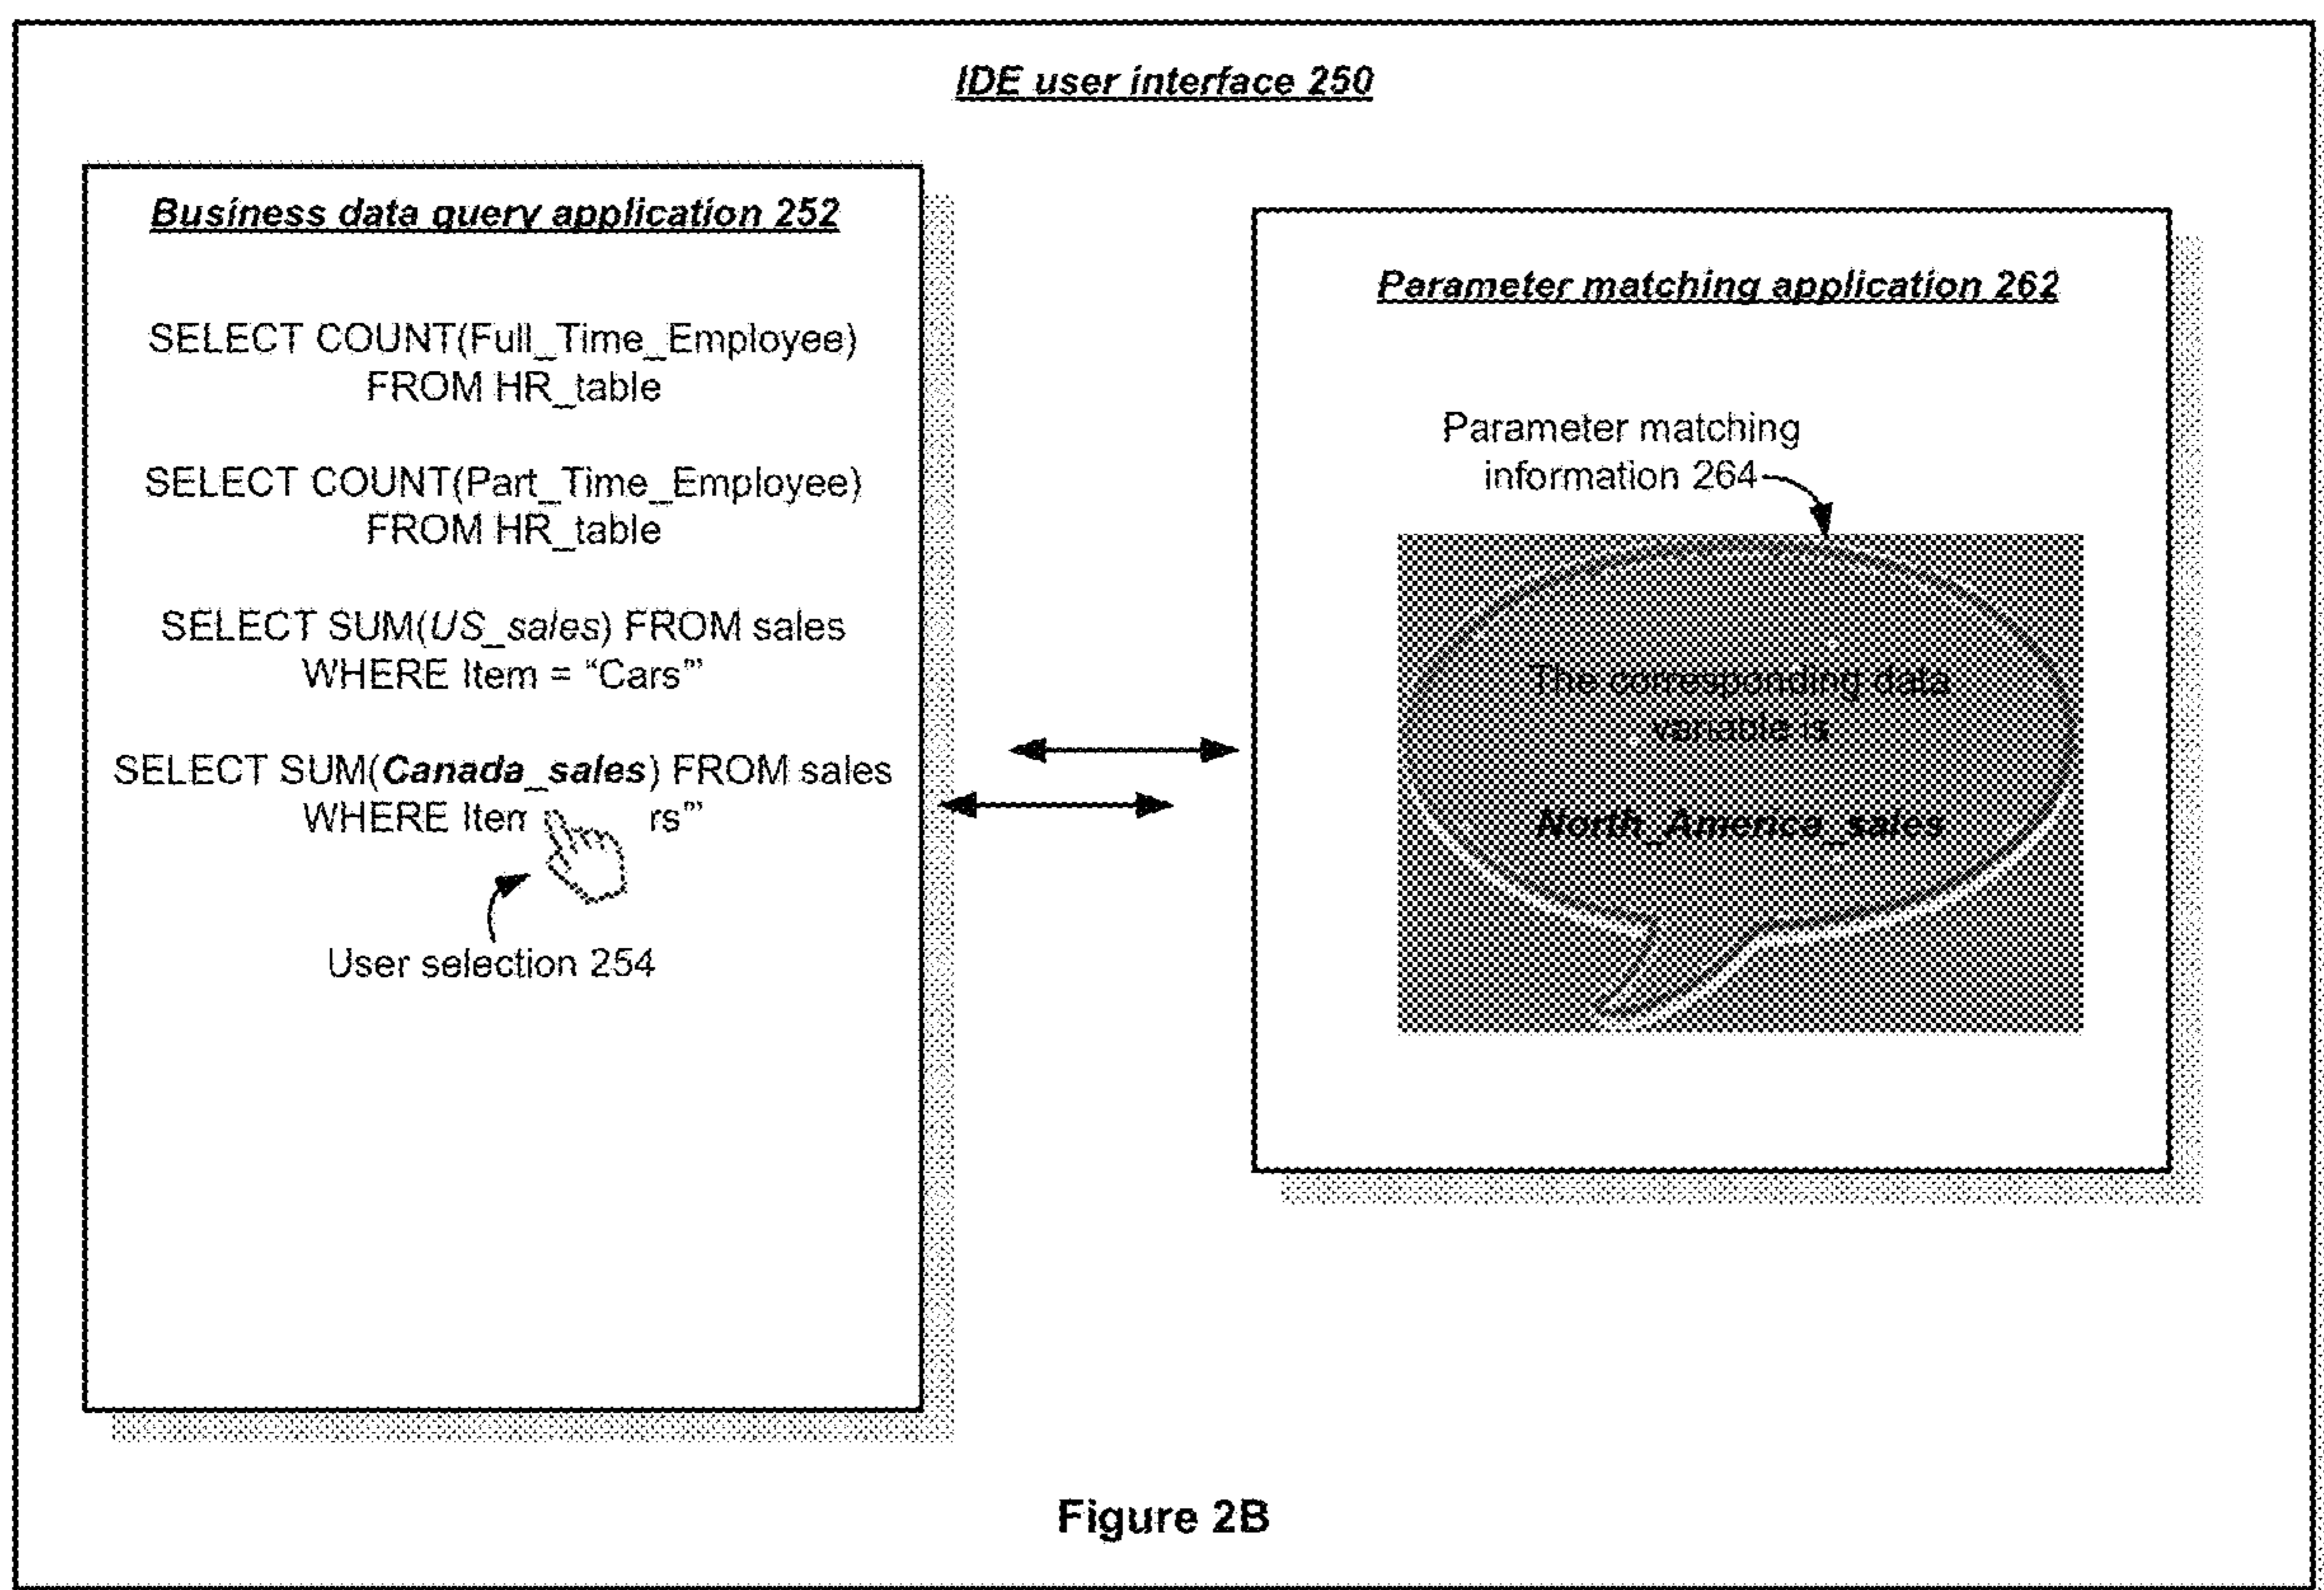 IDE user interface 250
Business data query application 252
SELECT COUNT(Full_Time_Employee)
FROM HR_table
SELECT COUNT(Part_Time_Employee)
FROM HR_table
SELECT SUM(US_sales) FROM sales
WHERE Item = “Cars”’
SELECT SUM(Canada_sales) FROM sales
WHERE Item rs”’
User selection 254
Parameter matching application 262
Parameter matching
information 264
The corresponding data
variable is
North_America_sales
Figure 2B